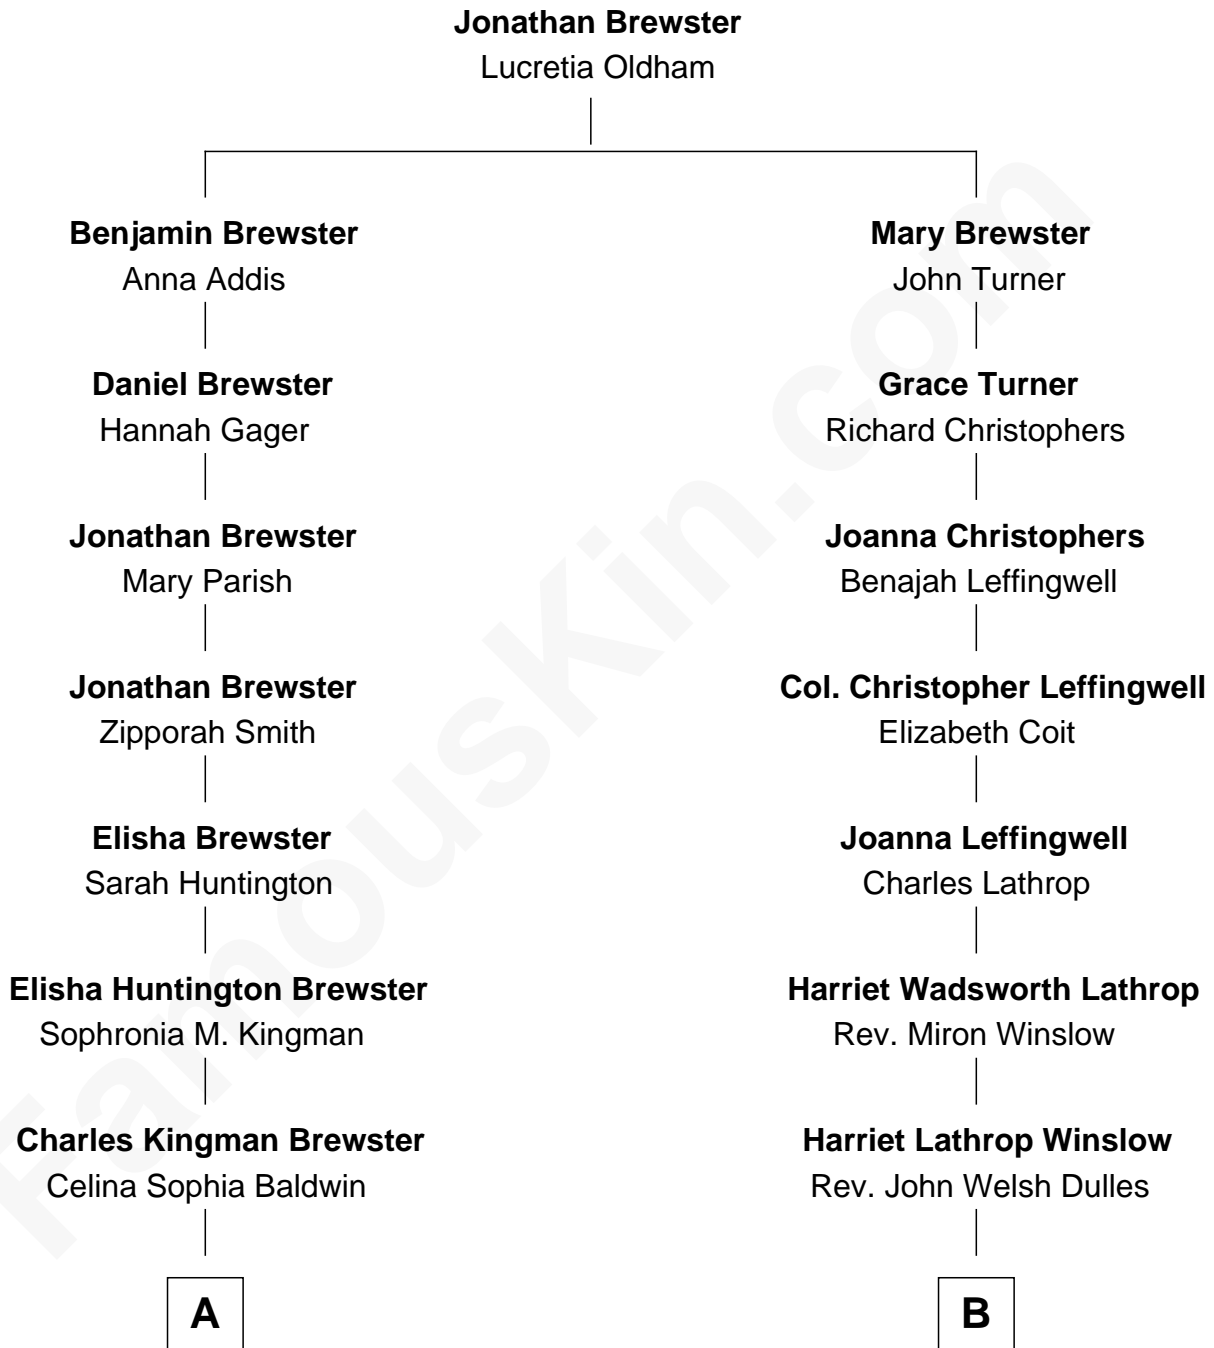 Jonathan Brewster
Lucretia Oldham
Benjamin Brewster
Anna Addis
Mary Brewster
John Turner
Daniel Brewster
Hannah Gager
Grace Turner
Richard Christophers
Jonathan Brewster
Mary Parish
Joanna Christophers
Benajah Leffingwell
Jonathan Brewster
Zipporah Smith
Col. Christopher Leffingwell
Elizabeth Coit
Elisha Brewster
Sarah Huntington
Joanna Leffingwell
Charles Lathrop
Elisha Huntington Brewster
Sophronia M. Kingman
Harriet Wadsworth Lathrop
Rev. Miron Winslow
Charles Kingman Brewster
Celina Sophia Baldwin
Harriet Lathrop Winslow
Rev. John Welsh Dulles
A
B
FamousKin.com